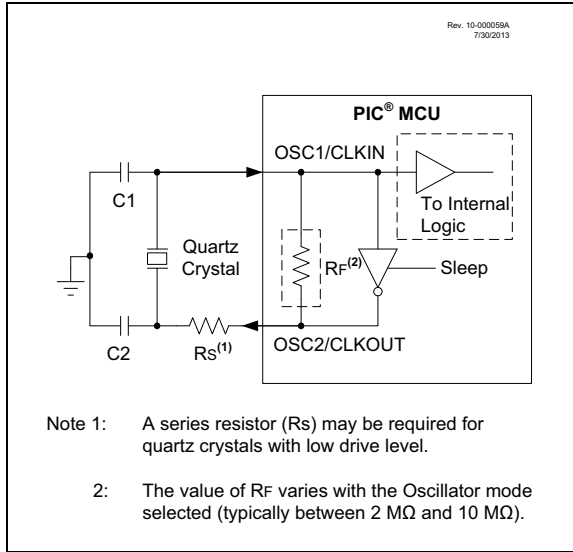 Rev. 10-000059A
7/30/2013
PIC® MCU
OSC1/CLKIN
C1
To Internal
Logic
Quartz
Crystal
RF(2)
Sleep
C2
RS(1)
OSC2/CLKOUT
Note 1: A series resistor (Rs) may be required for
quartz crystals with low drive level.
2: The value of RF varies with the Oscillator mode
selected (typically between 2 MΩ and 10 MΩ).